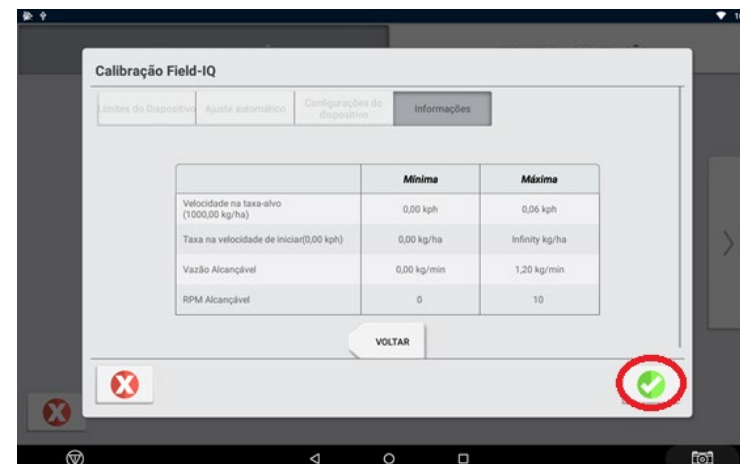 Calibração Field-IQ
Limites do Dispositivo
Ajuste automático
Configurações do
dispositivo
Informações
Mínima
Máxima
Velocidade na taxa-alvo
(1000,00 kg/ha)
0,00 kph
0,06 kph
Taxa na velocidade de iniciar(0,00 kph)
0,00 kg/ha
Infinity kg/ha
Vazão Alcançável
0,00 kg/min
1,20 kg/min
RPM Alcançável
0
10
VOLTAR